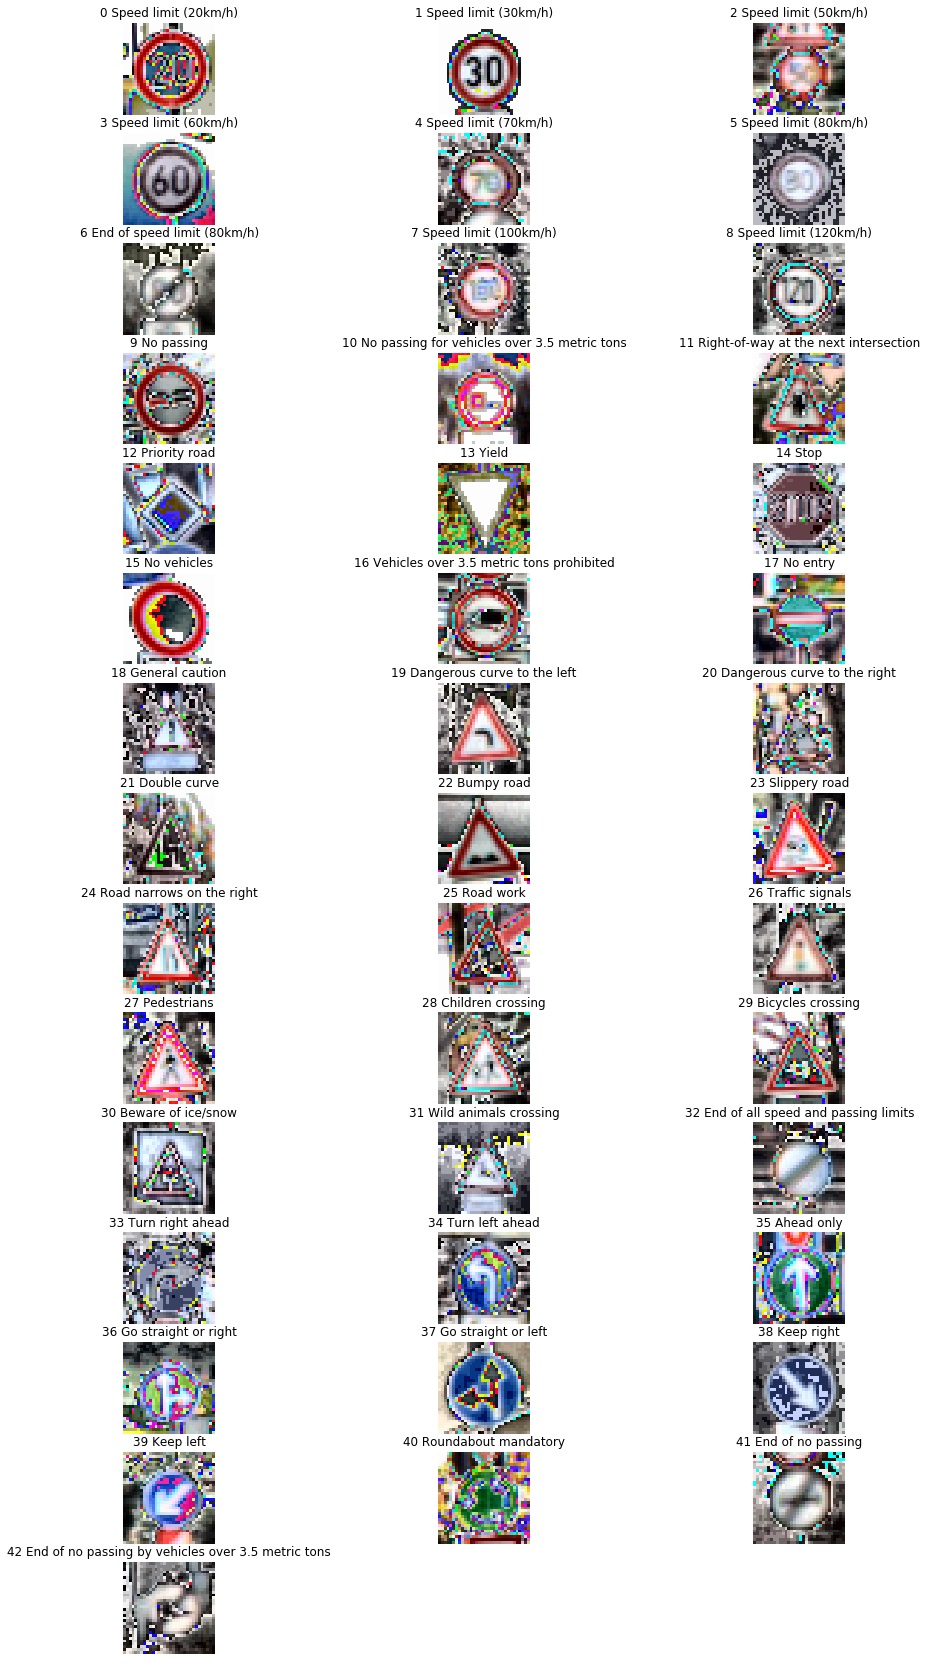 0 Speed limit (20km/h)
1 Speed limit (30km/h)
2 Speed limit (50km/h)
20
30
3 Speed limit (60km/h)
4 Speed limit (70km/h)
5 Speed limit (80km/h)
60
70
80
6 End of speed limit (80km/h)
7 Speed limit (100km/h)
8 Speed limit (120km/h)
120
9 No passing
10 No passing for vehicles over 3.5 metric tons
11 Right-of-way at the next intersection
12 Priority road
13 Yield
14 Stop
15 No vehicles
16 Vehicles over 3.5 metric tons prohibited
17 No entry
18 General caution
19 Dangerous curve to the left
20 Dangerous curve to the right
21 Double curve
22 Bumpy road
23 Slippery road
24 Road narrows on the right
25 Road work
26 Traffic signals
27 Pedestrians
28 Children crossing
29 Bicycles crossing
30 Beware of ice/snow
31 Wild animals crossing
32 End of all speed and passing limits
33 Turn right ahead
34 Turn left ahead
35 Ahead only
36 Go straight or right
37 Go straight or left
38 Keep right
39 Keep left
40 Roundabout mandatory
41 End of no passing
42 End of no passing by vehicles over 3.5 metric tons